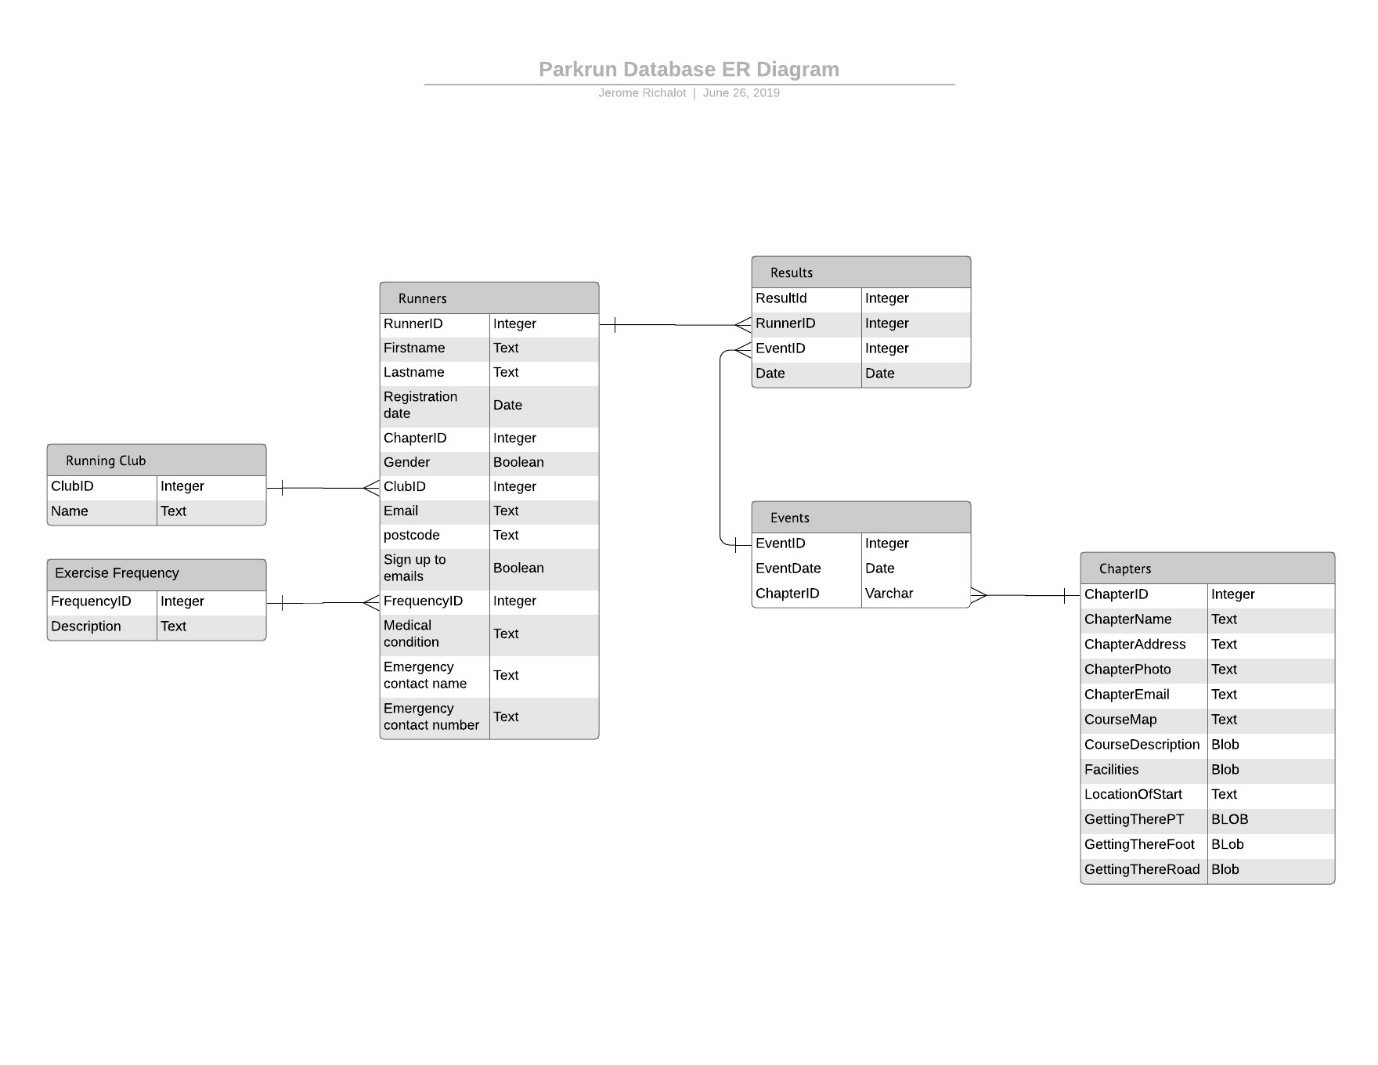 Parkrun Database ER Diagram
Jerome Richalot | June 26, 2019
Running Club
ClubID Integer
Name Text
Exercise Frequency
FrequencyID Integer
Description Text
Runners
RunnerID Integer
Firstname Text
Lastname Text
Registration
date
Date
ChapterID Integer
Gender Boolean
ClubID Integer
Email Text
postcode Text
Sign up to
emails
Boolean
FrequencyID Integer
Medical
condition
Text
Emergency
contact name
Text
Emergency
contact number
Text
Results
ResultId Integer
RunnerID Integer
EventID Integer
Date Date
Events
EventID Integer
EventDate Date
ChapterID Varchar
Chapters
ChapterID Integer
ChapterName Text
ChapterAddress Text
ChapterPhoto Text
ChapterEmail Text
CourseMap Text
CourseDescription Blob
Facilities Blob
LocationOfStart Text
GettingTherePT BLOB
GettingThereFoot BLob
GettingThereRoad Blob